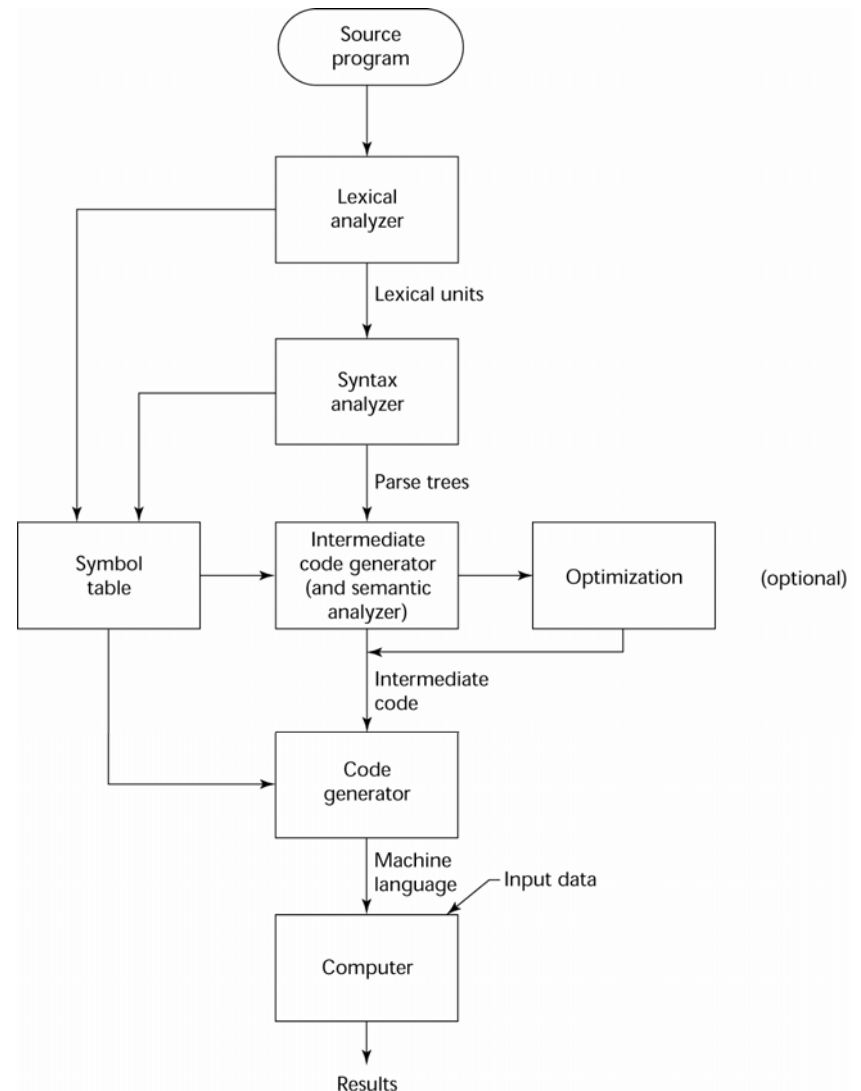 Source
program
Lexical
analyzer
Lexical units
Syntax
analyzer
Parse trees
Symbol
table
Intermediate
code generator
(and semantic
analyzer)
Optimization
(optional)
Intermediate
code
Code
generator
Machine
language
Input data
Computer
Results